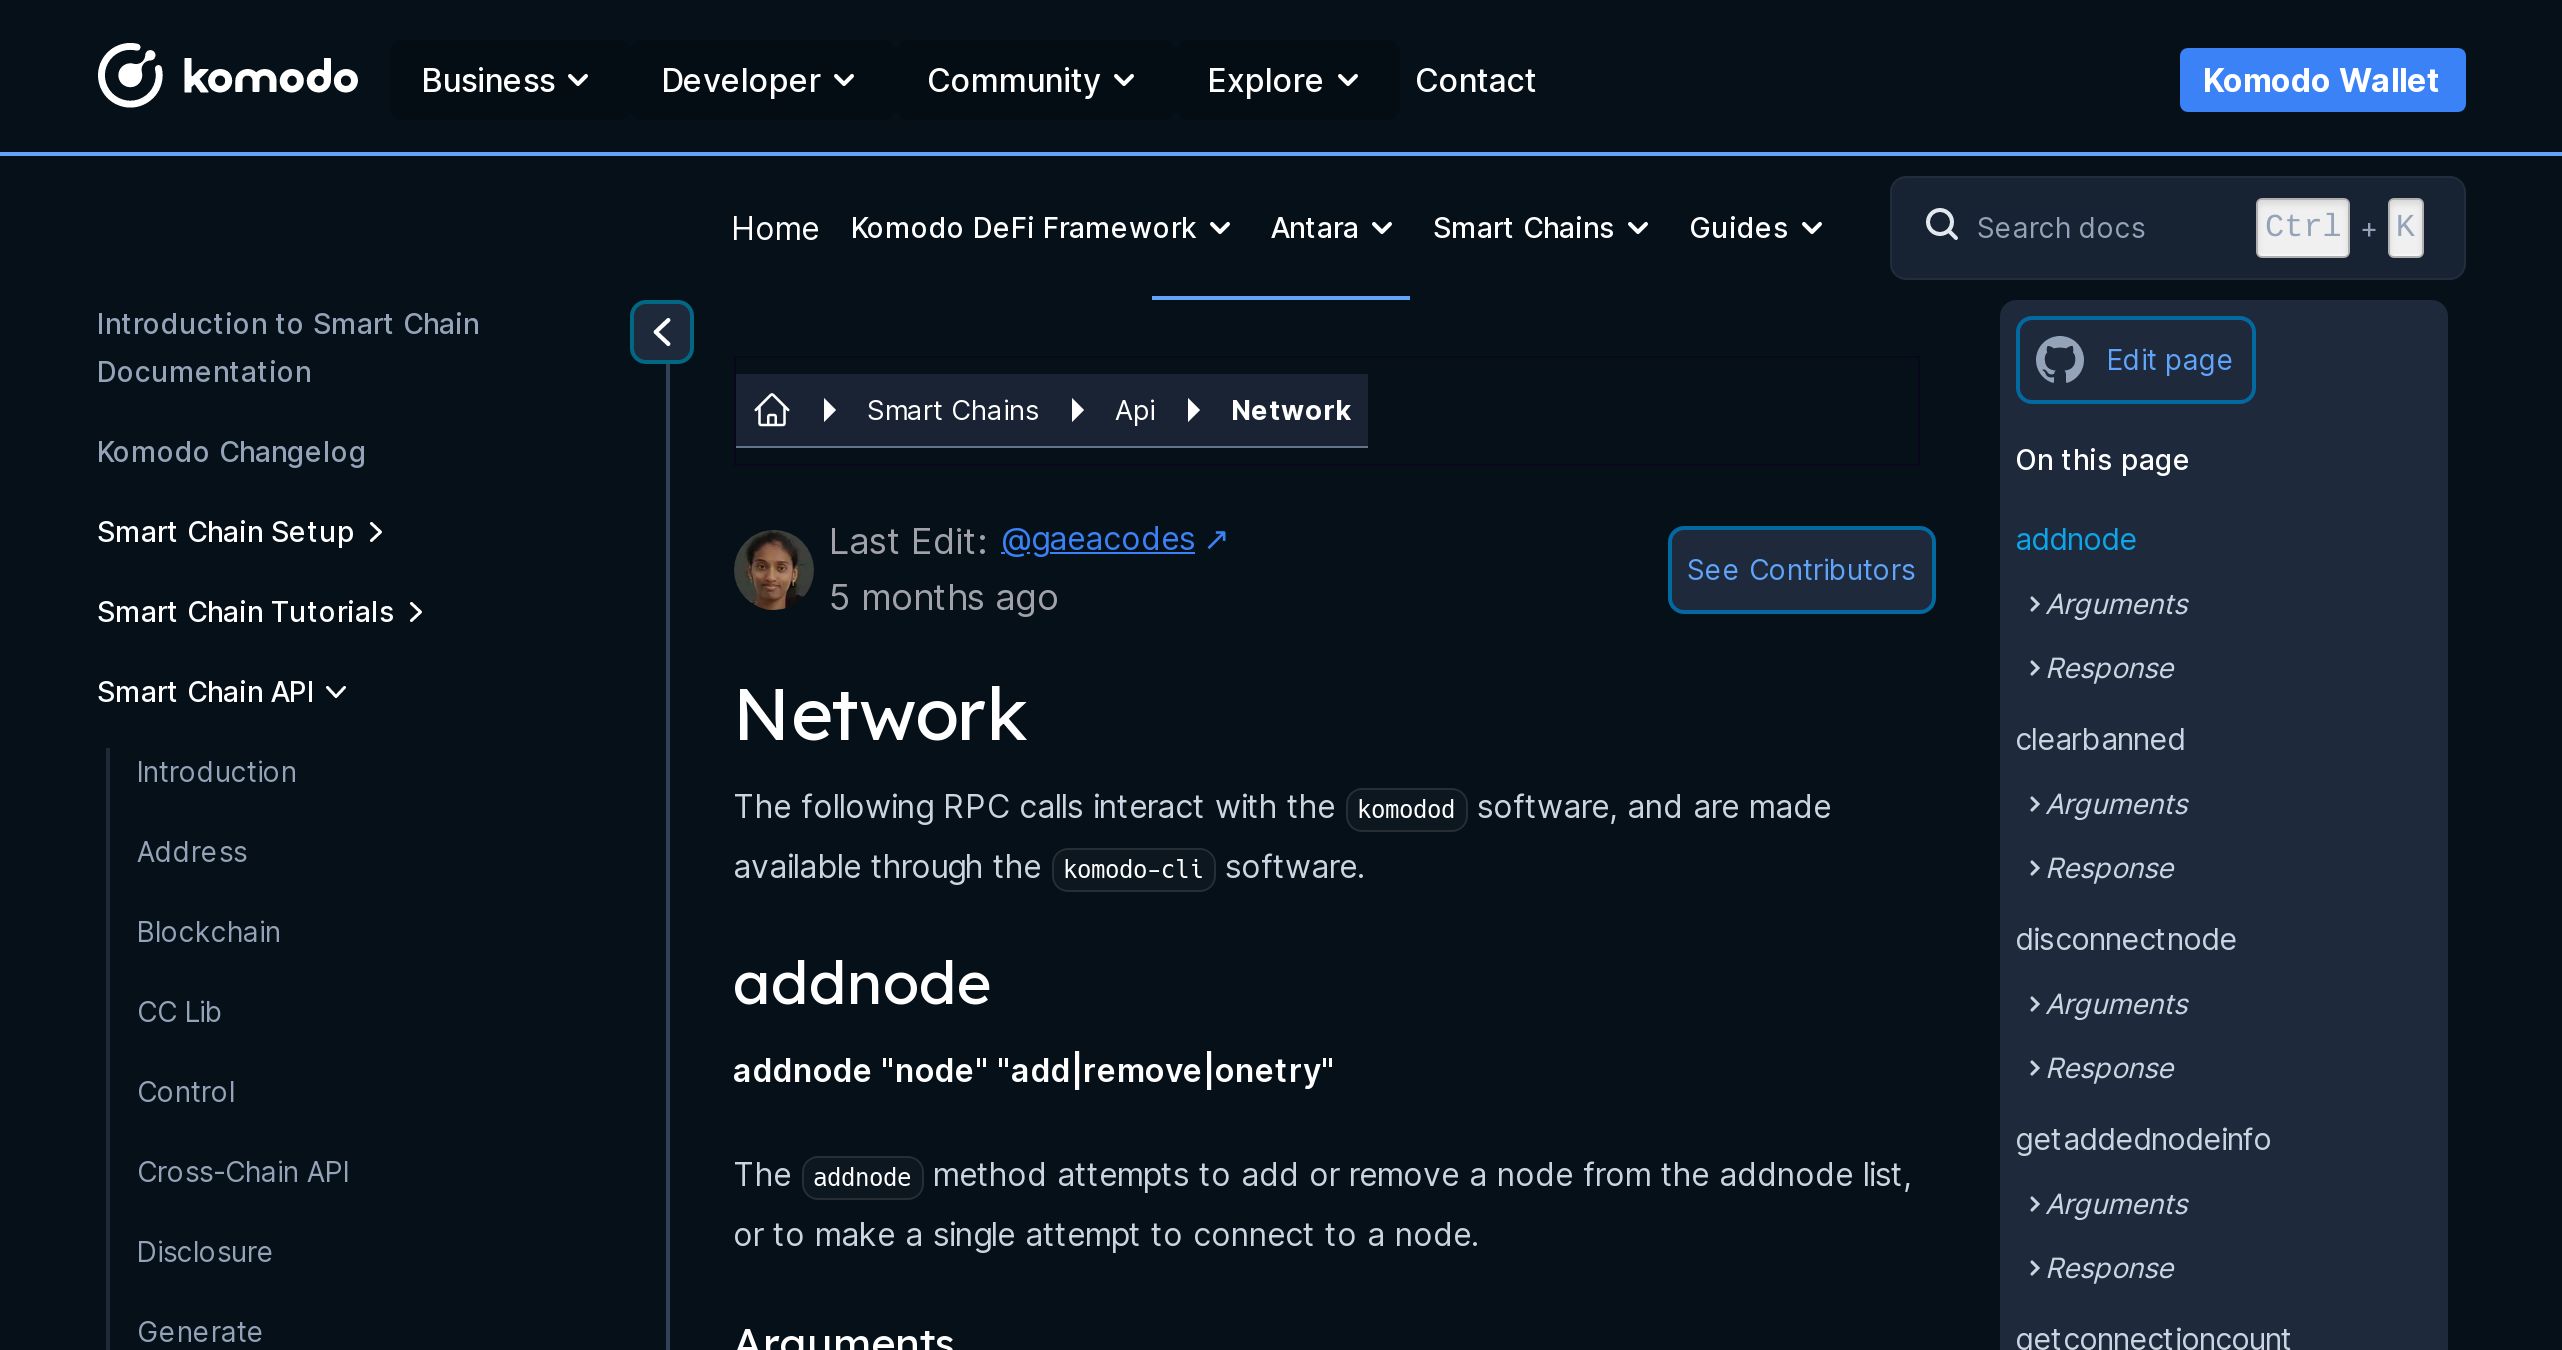 komodo
Business
Developer
Community
Explore
Contact
Komodo Wallet
Home
Komodo DeFi Framework
Antara
Smart Chains
Guides
Search docs
Ctrl + K
Introduction to Smart Chain
Documentation
Komodo Changelog
Smart Chain Setup
Smart Chain Tutorials
Smart Chain API
Introduction
Address
Blockchain
CC Lib
Control
Cross-Chain API
Disclosure
Generate
Smart Chains
Api
Network
Last Edit: @gaeacodes ↗
5 months ago
See Contributors
Network
The following RPC calls interact with the komodod software, and are made
available through the komodo-cli software.
addnode
addnode "node" "add|remove|onetry"
The addnode method attempts to add or remove a node from the addnode list,
or to make a single attempt to connect to a node.
Arguments
Edit page
On this page
addnode
Arguments
Response
clearbanned
Arguments
Response
disconnectnode
Arguments
Response
getaddednodeinfo
Arguments
Response
getconnectioncount